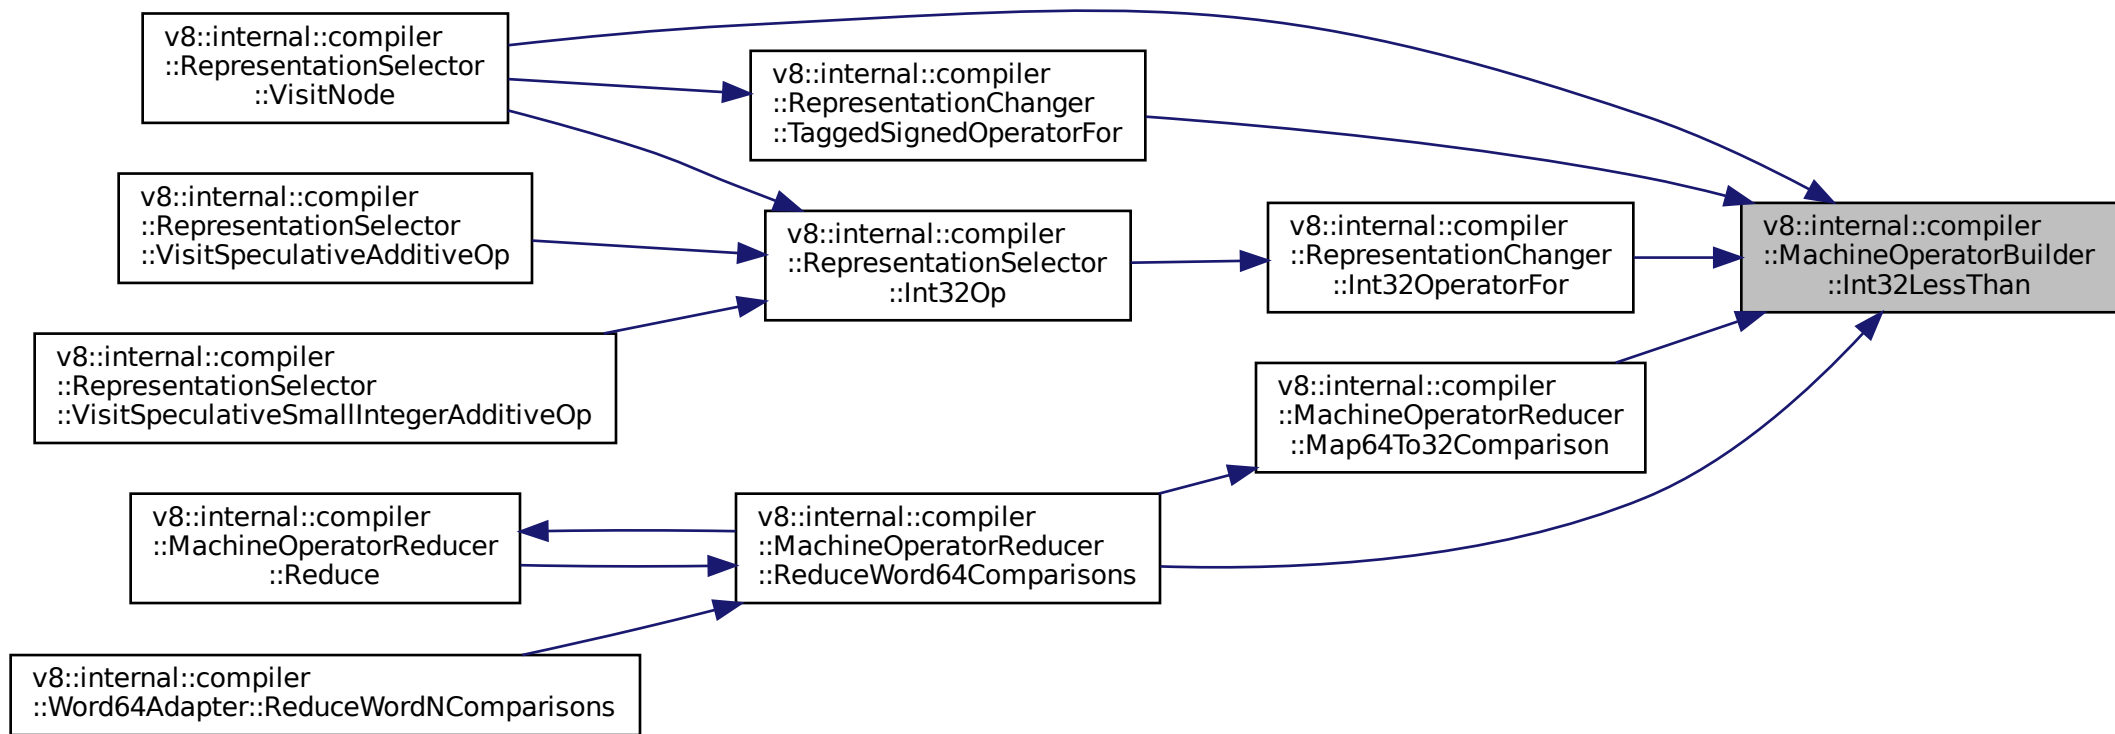 v8::internal::compiler
::RepresentationSelector
::VisitNode
v8::internal::compiler
::RepresentationChanger
::TaggedSignedOperatorFor
v8::internal::compiler
::RepresentationSelector
::VisitSpeculativeAdditiveOp
v8::internal::compiler
::RepresentationSelector
::Int32Op
v8::internal::compiler
::RepresentationChanger
::Int32OperatorFor
v8::internal::compiler
::MachineOperatorBuilder
::Int32LessThan
v8::internal::compiler
::RepresentationSelector
::VisitSpeculativeSmallIntegerAdditiveOp
v8::internal::compiler
::MachineOperatorReducer
::Map64To32Comparison
v8::internal::compiler
::MachineOperatorReducer
::Reduce
v8::internal::compiler
::MachineOperatorReducer
::ReduceWord64Comparisons
v8::internal::compiler
::Word64Adapter::ReduceWordNComparisons